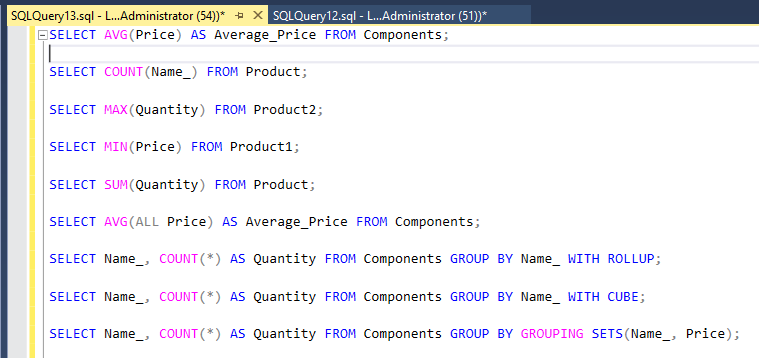 SQLQuery13.sql - L...Administrator (54))* SQLQuery12.sql - L...Administrator (51))*
SELECT AVG(Price) AS Average_Price FROM Components;
SELECT COUNT(Name_) FROM Product;
SELECT MAX(Quantity) FROM Product2;
SELECT MIN(Price) FROM Product1;
SELECT SUM(Quantity) FROM Product;
SELECT AVG(ALL Price) AS Average_Price FROM Components;
SELECT Name_, COUNT(*) AS Quantity FROM Components GROUP BY Name_ WITH ROLLUP;
SELECT Name_, COUNT(*) AS Quantity FROM Components GROUP BY Name_ WITH CUBE;
SELECT Name_, COUNT(*) AS Quantity FROM Components GROUP BY GROUPING SETS(Name_, Price);